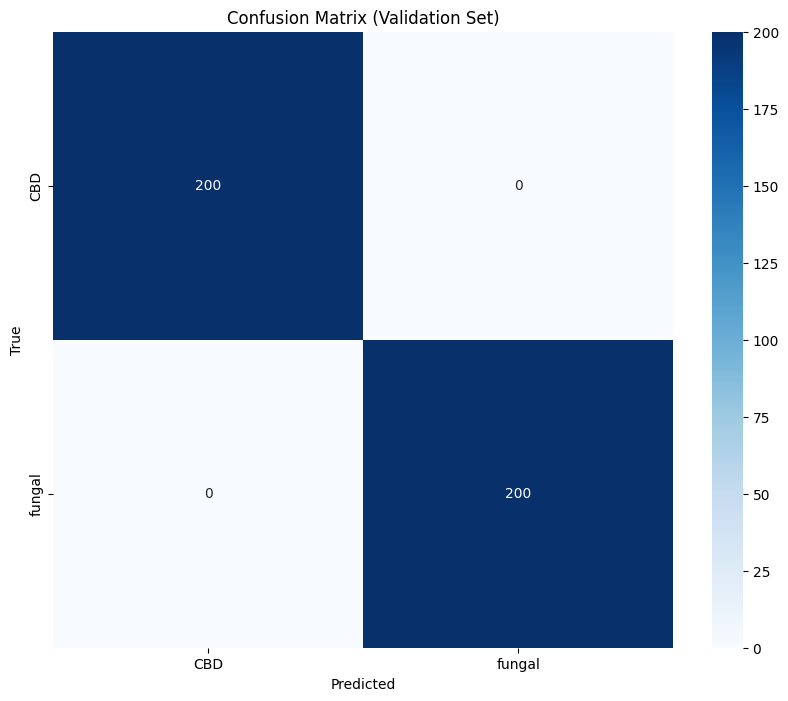 Confusion Matrix (Validation Set)
True
CBD
200
0
fungal
0
200
CBD
fungal
Predicted
200
175
150
125
100
75
50
25
0